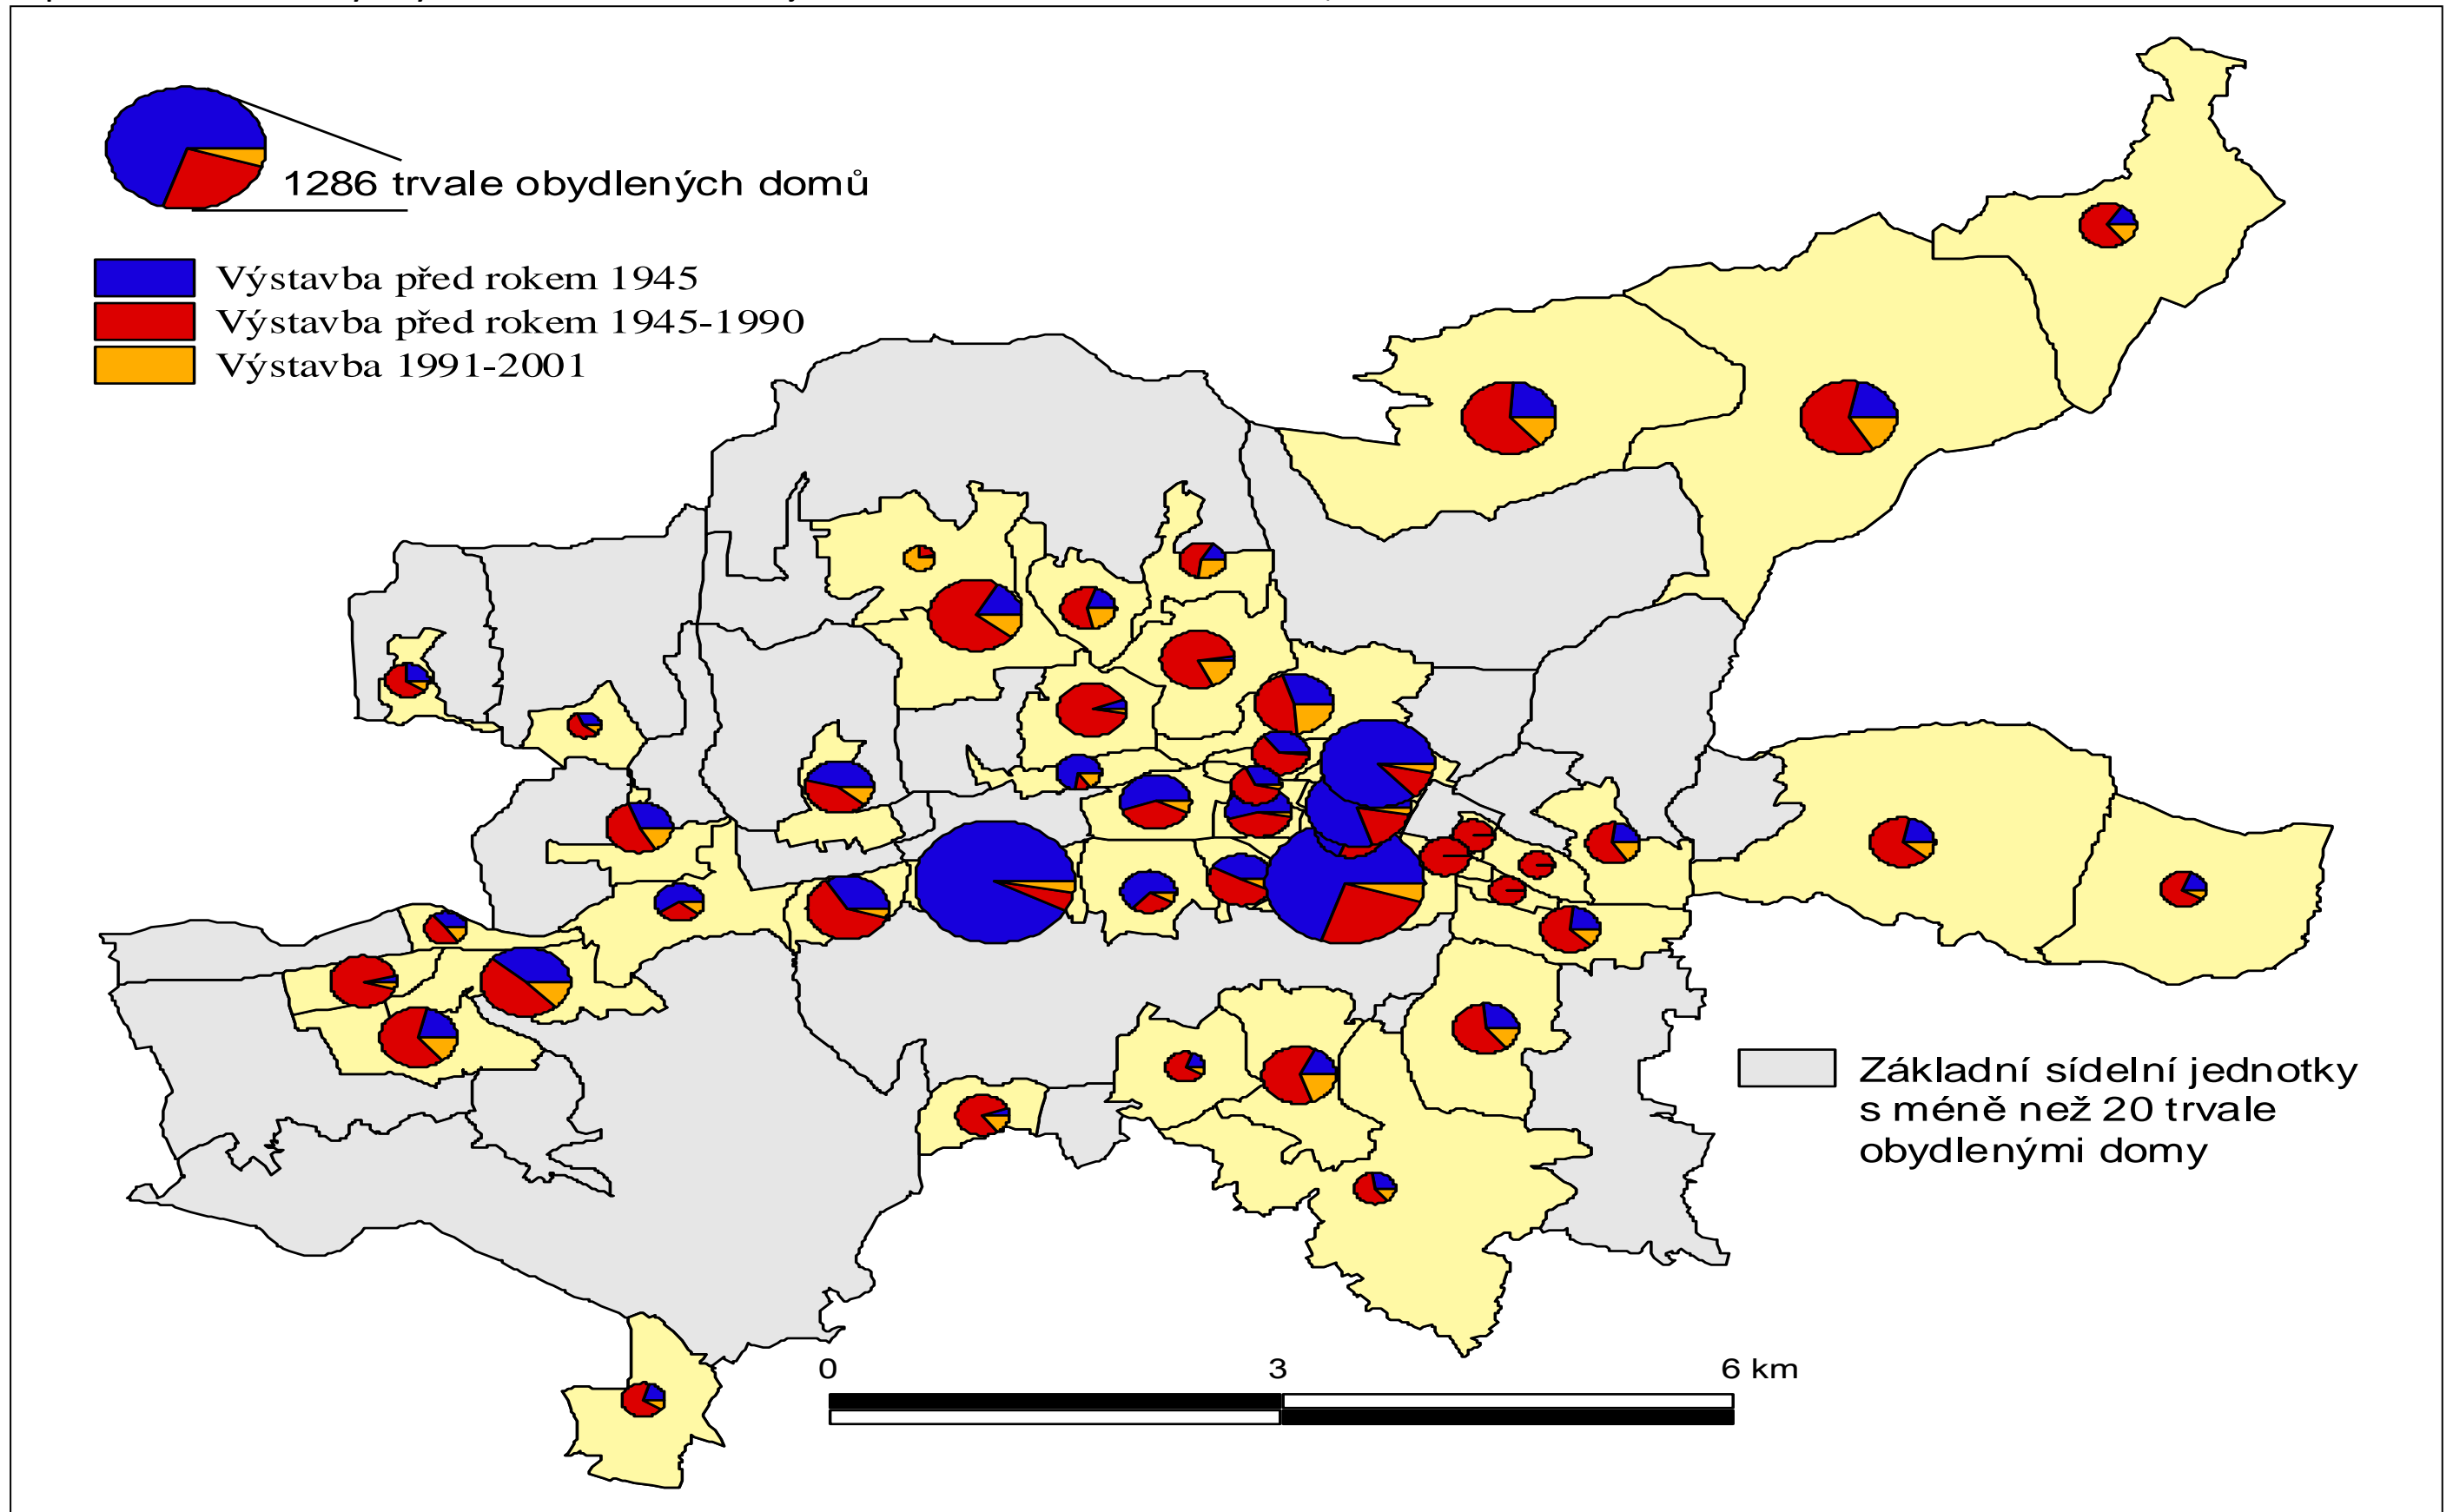 1286 trvale obydlených domů
Výstavba před rokem 1945
Výstavba před rokem 1945-1990
Výstavba 1991-2001
Základní sídelní jednotky
s méně než 20 trvale
obydlenými domy
0 3 6 km